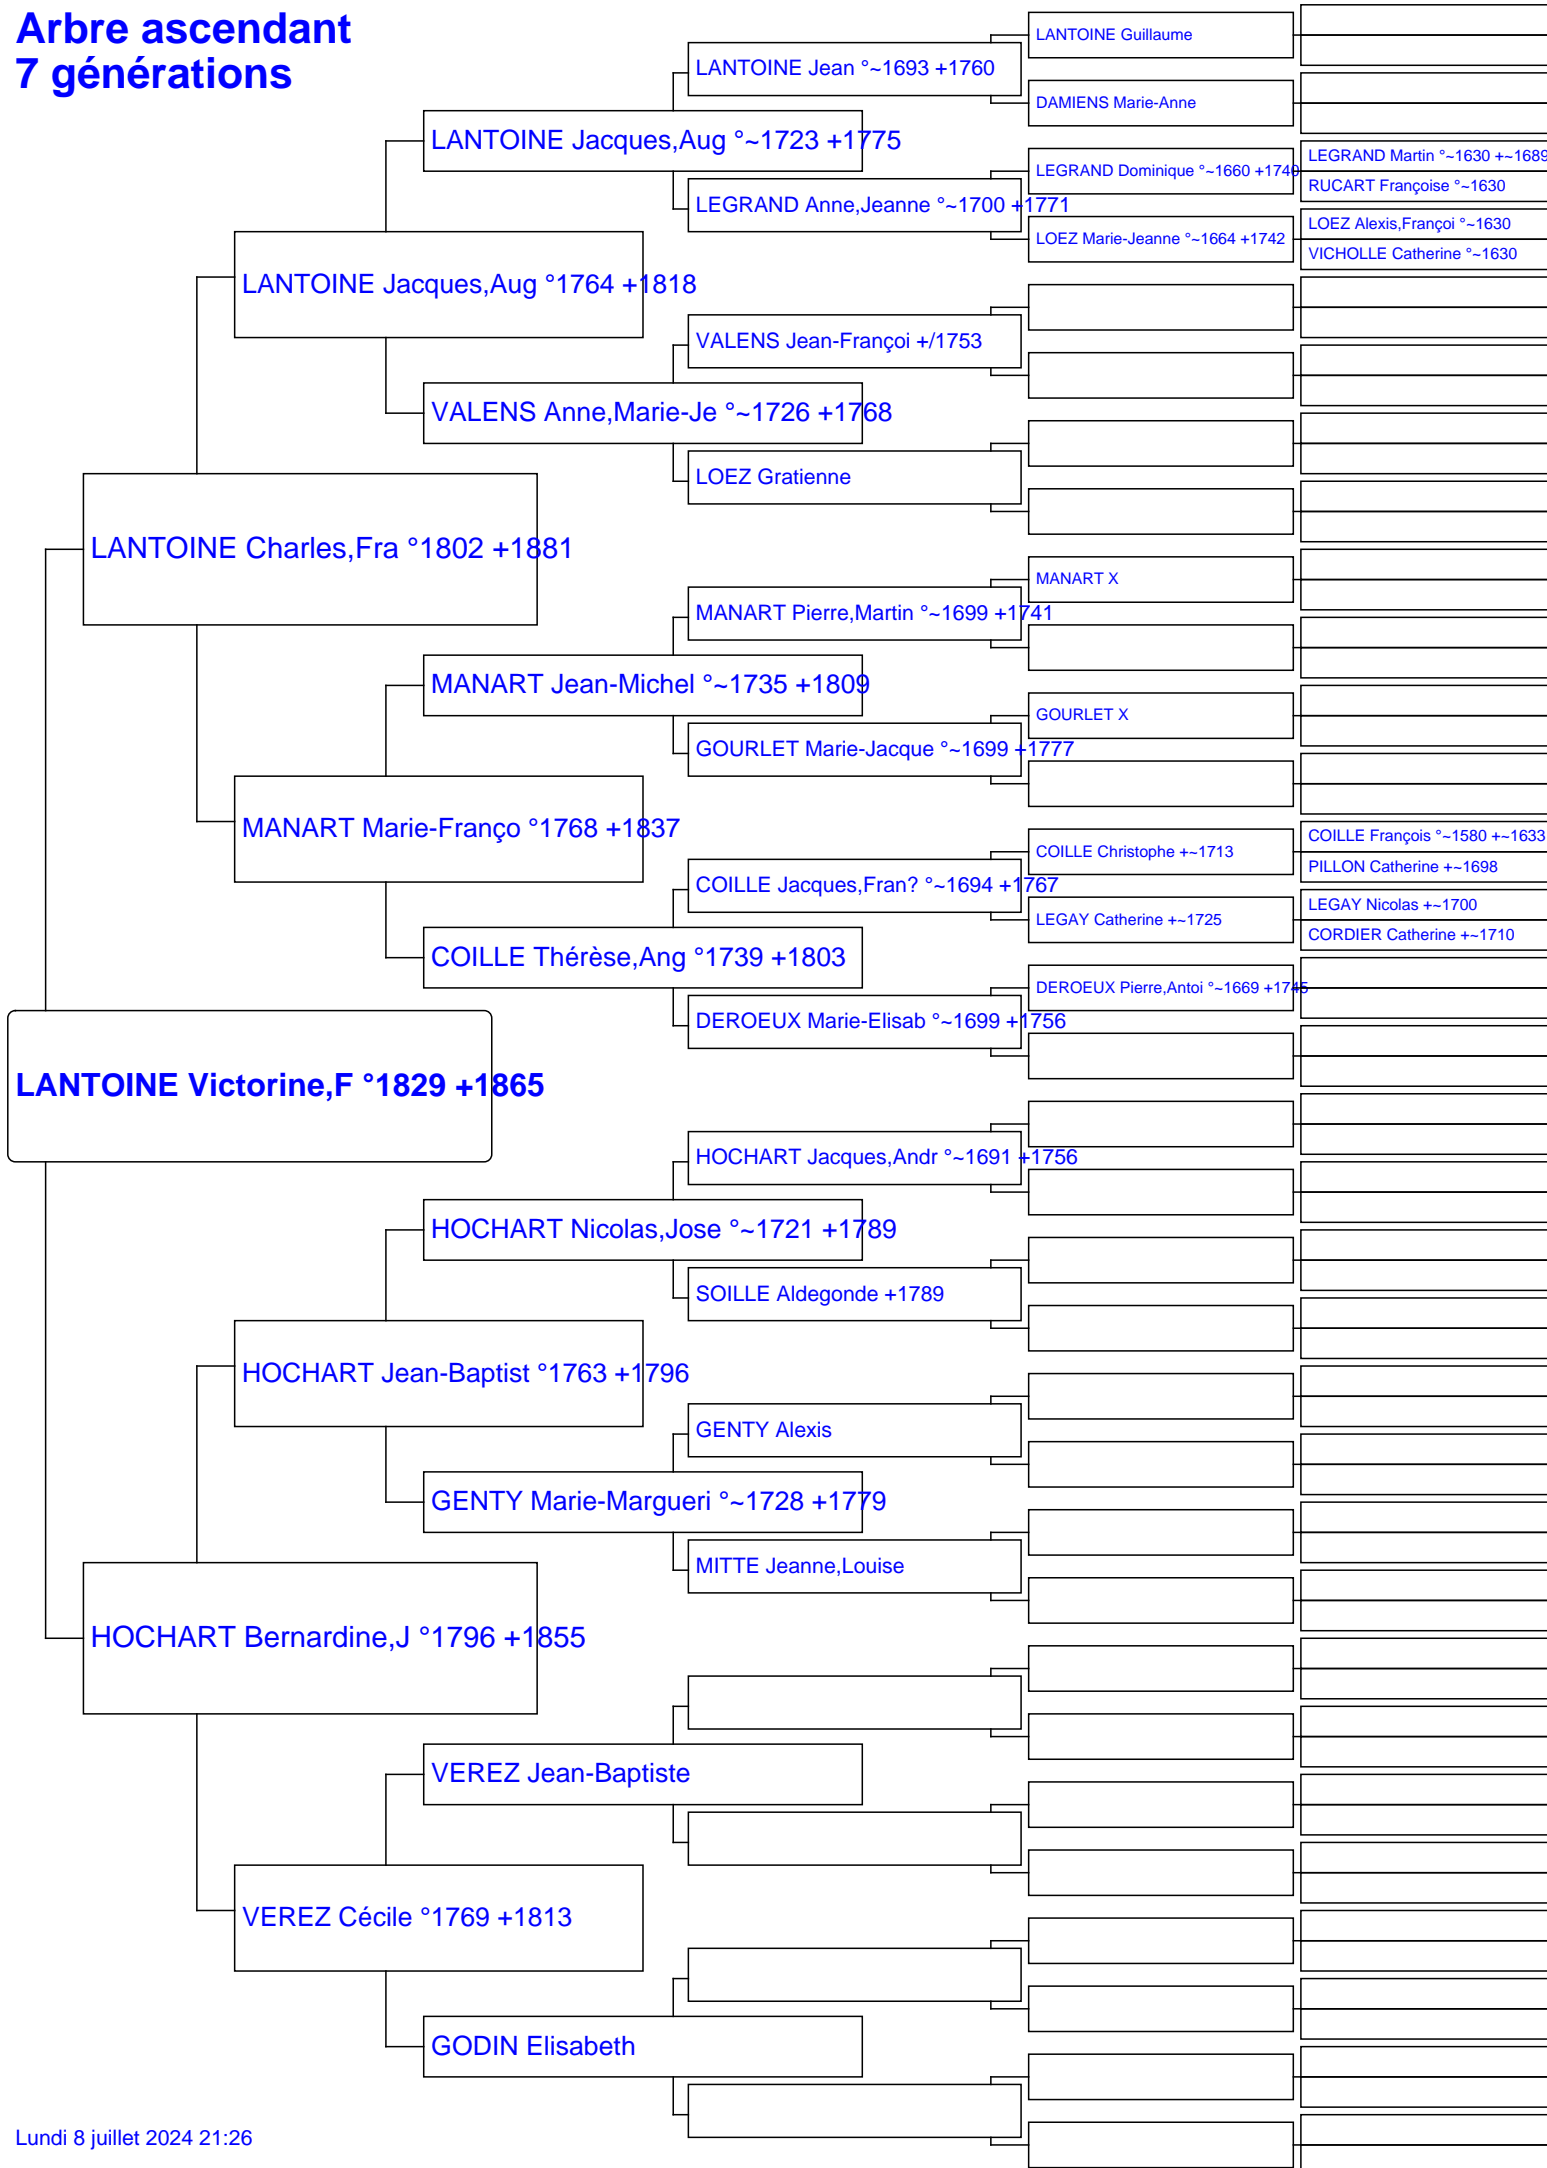 Arbre ascendant
7 générations
LANTOINE Guillaume
LANTOINE Jean °~1693 +1760
DAMIENS Marie-Anne
LANTOINE Jacques,Aug °~1723 +1775
LEGRAND Martin °~1630 +~1689
LEGRAND Dominique °~1660 +1740
RUCART Françoise °~1630
LEGRAND Anne,Jeanne °~1700 +1771
LOEZ Alexis,Françoi °~1630
LOEZ Marie-Jeanne °~1664 +1742
VICHOLLE Catherine °~1630
LANTOINE Jacques,Aug °1764 +1818
VALENS Jean-Françoi +/1753
VALENS Anne,Marie-Je °~1726 +1768
LOEZ Gratienne
LANTOINE Charles,Fra °1802 +1881
MANART X
MANART Pierre,Martin °~1699 +1741
MANART Jean-Michel °~1735 +1809
GOURLET X
GOURLET Marie-Jacque °~1699 +1777
MANART Marie-Franço °1768 +1837
COILLE François °~1580 +~1633
COILLE Christophe +~1713
PILLON Catherine +~1698
COILLE Jacques,Fran? °~1694 +1767
LEGAY Nicolas +~1700
LEGAY Catherine +~1725
CORDIER Catherine +~1710
COILLE Thérèse,Ang °1739 +1803
DEROEUX Pierre,Antoi °~1669 +1745
DEROEUX Marie-Elisab °~1699 +1756
LANTOINE Victorine,F °1829 +1865
HOCHART Jacques,Andr °~1691 +1756
HOCHART Nicolas,Jose °~1721 +1789
SOILLE Aldegonde +1789
HOCHART Jean-Baptist °1763 +1796
GENTY Alexis
GENTY Marie-Margueri °~1728 +1779
MITTE Jeanne,Louise
HOCHART Bernardine,J °1796 +1855
VEREZ Jean-Baptiste
VEREZ Cécile °1769 +1813
GODIN Elisabeth
Lundi 8 juillet 2024 21:26